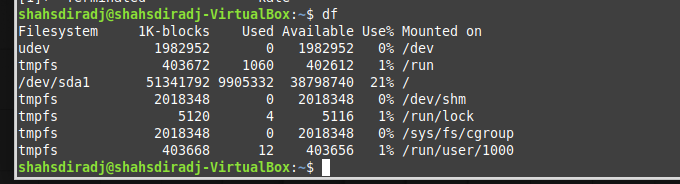 shahsdiradj@shahsdiradj-VirtualBox:~$ df
Filesystem     1K-blocks    Used Available Use% Mounted on
udev             1982952       0   1982952   0% /dev
tmpfs             403672    1060    402612   1% /run
/dev/sda1       51341792 9905332  38798740  21% /
tmpfs            2018348       0   2018348   0% /dev/shm
tmpfs               5120       4      5116   1% /run/lock
tmpfs            2018348       0   2018348   0% /sys/fs/cgroup
tmpfs             403668      12    403656   1% /run/user/1000
shahsdiradj@shahsdiradj-VirtualBox:~$